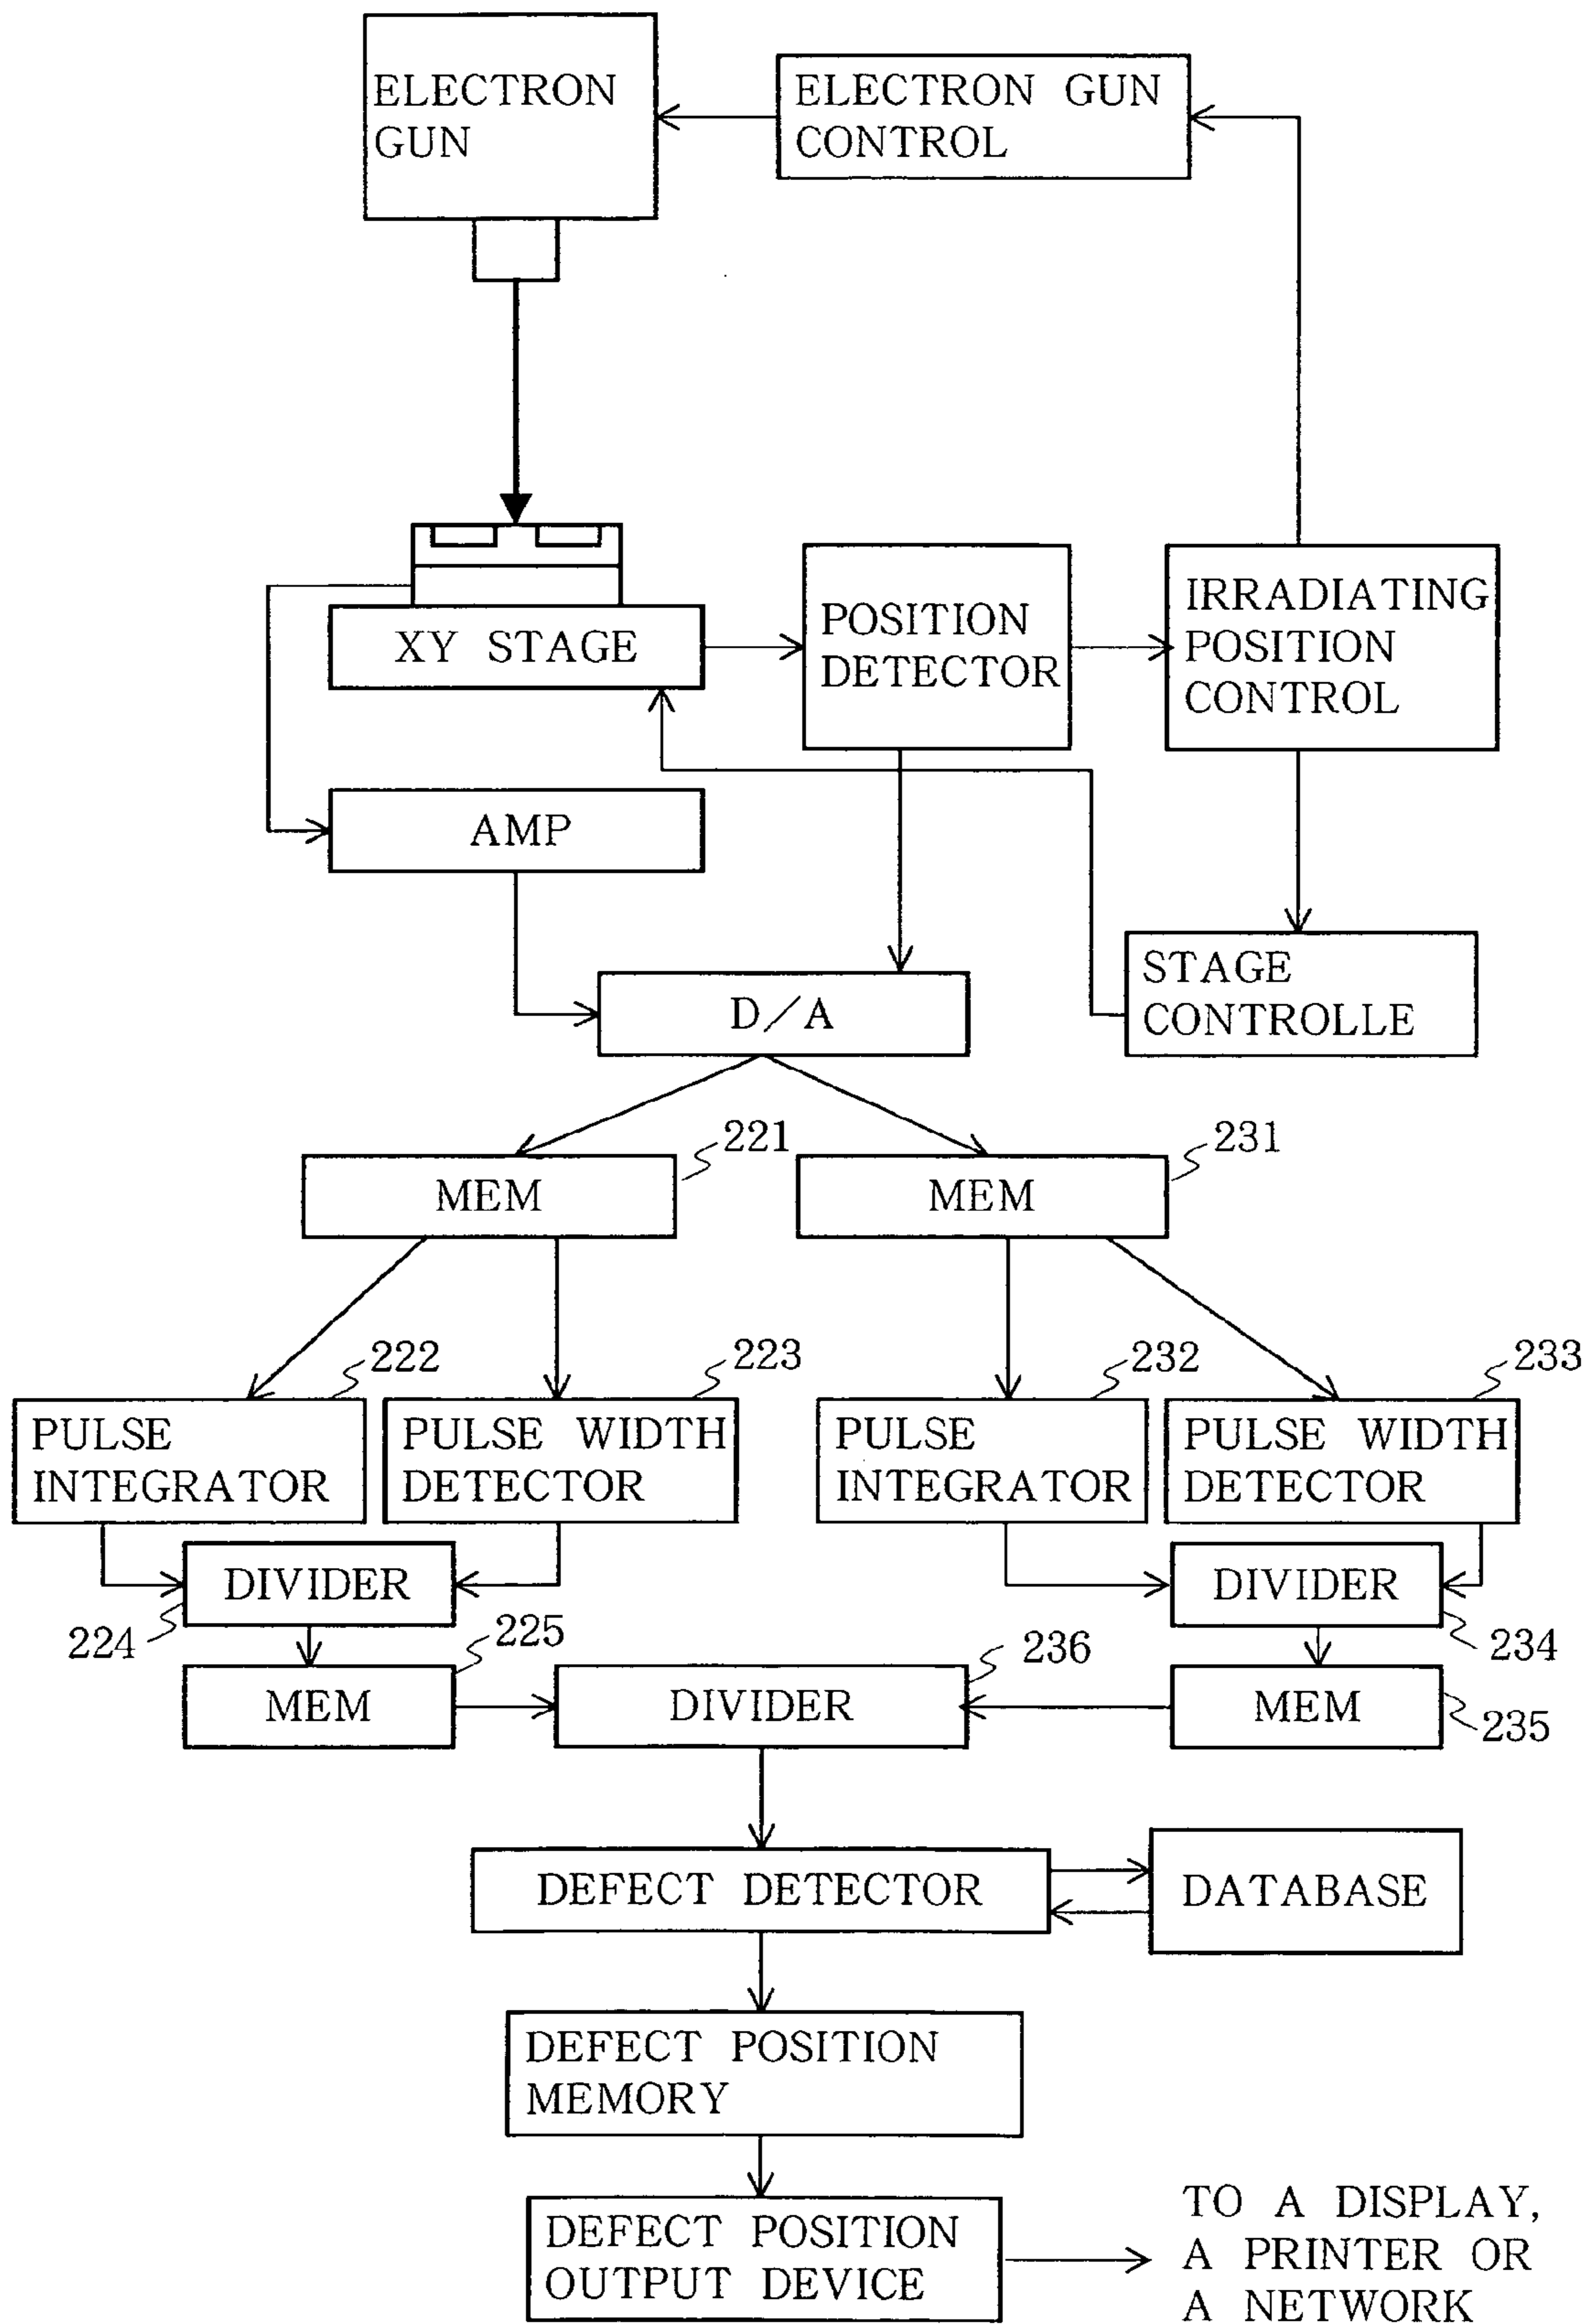 ELECTRON
GUN
ELECTRON GUN
CONTROL
XY STAGE
POSITION
DETECTOR
IRRADIATING
POSITION
CONTROL
AMP
STAGE
CONTROLLE
D/A
221
231
MEM
MEM
222
223
232
233
PULSE
INTEGRATOR
PULSE WIDTH
DETECTOR
PULSE
INTEGRATOR
PULSE WIDTH
DETECTOR
DIVIDER
DIVIDER
224
225
236
234
MEM
DIVIDER
MEM
235
DEFECT DETECTOR
DATABASE
DEFECT POSITION
MEMORY
DEFECT POSITION
OUTPUT DEVICE
TO A DISPLAY,
A PRINTER OR
A NETWORK